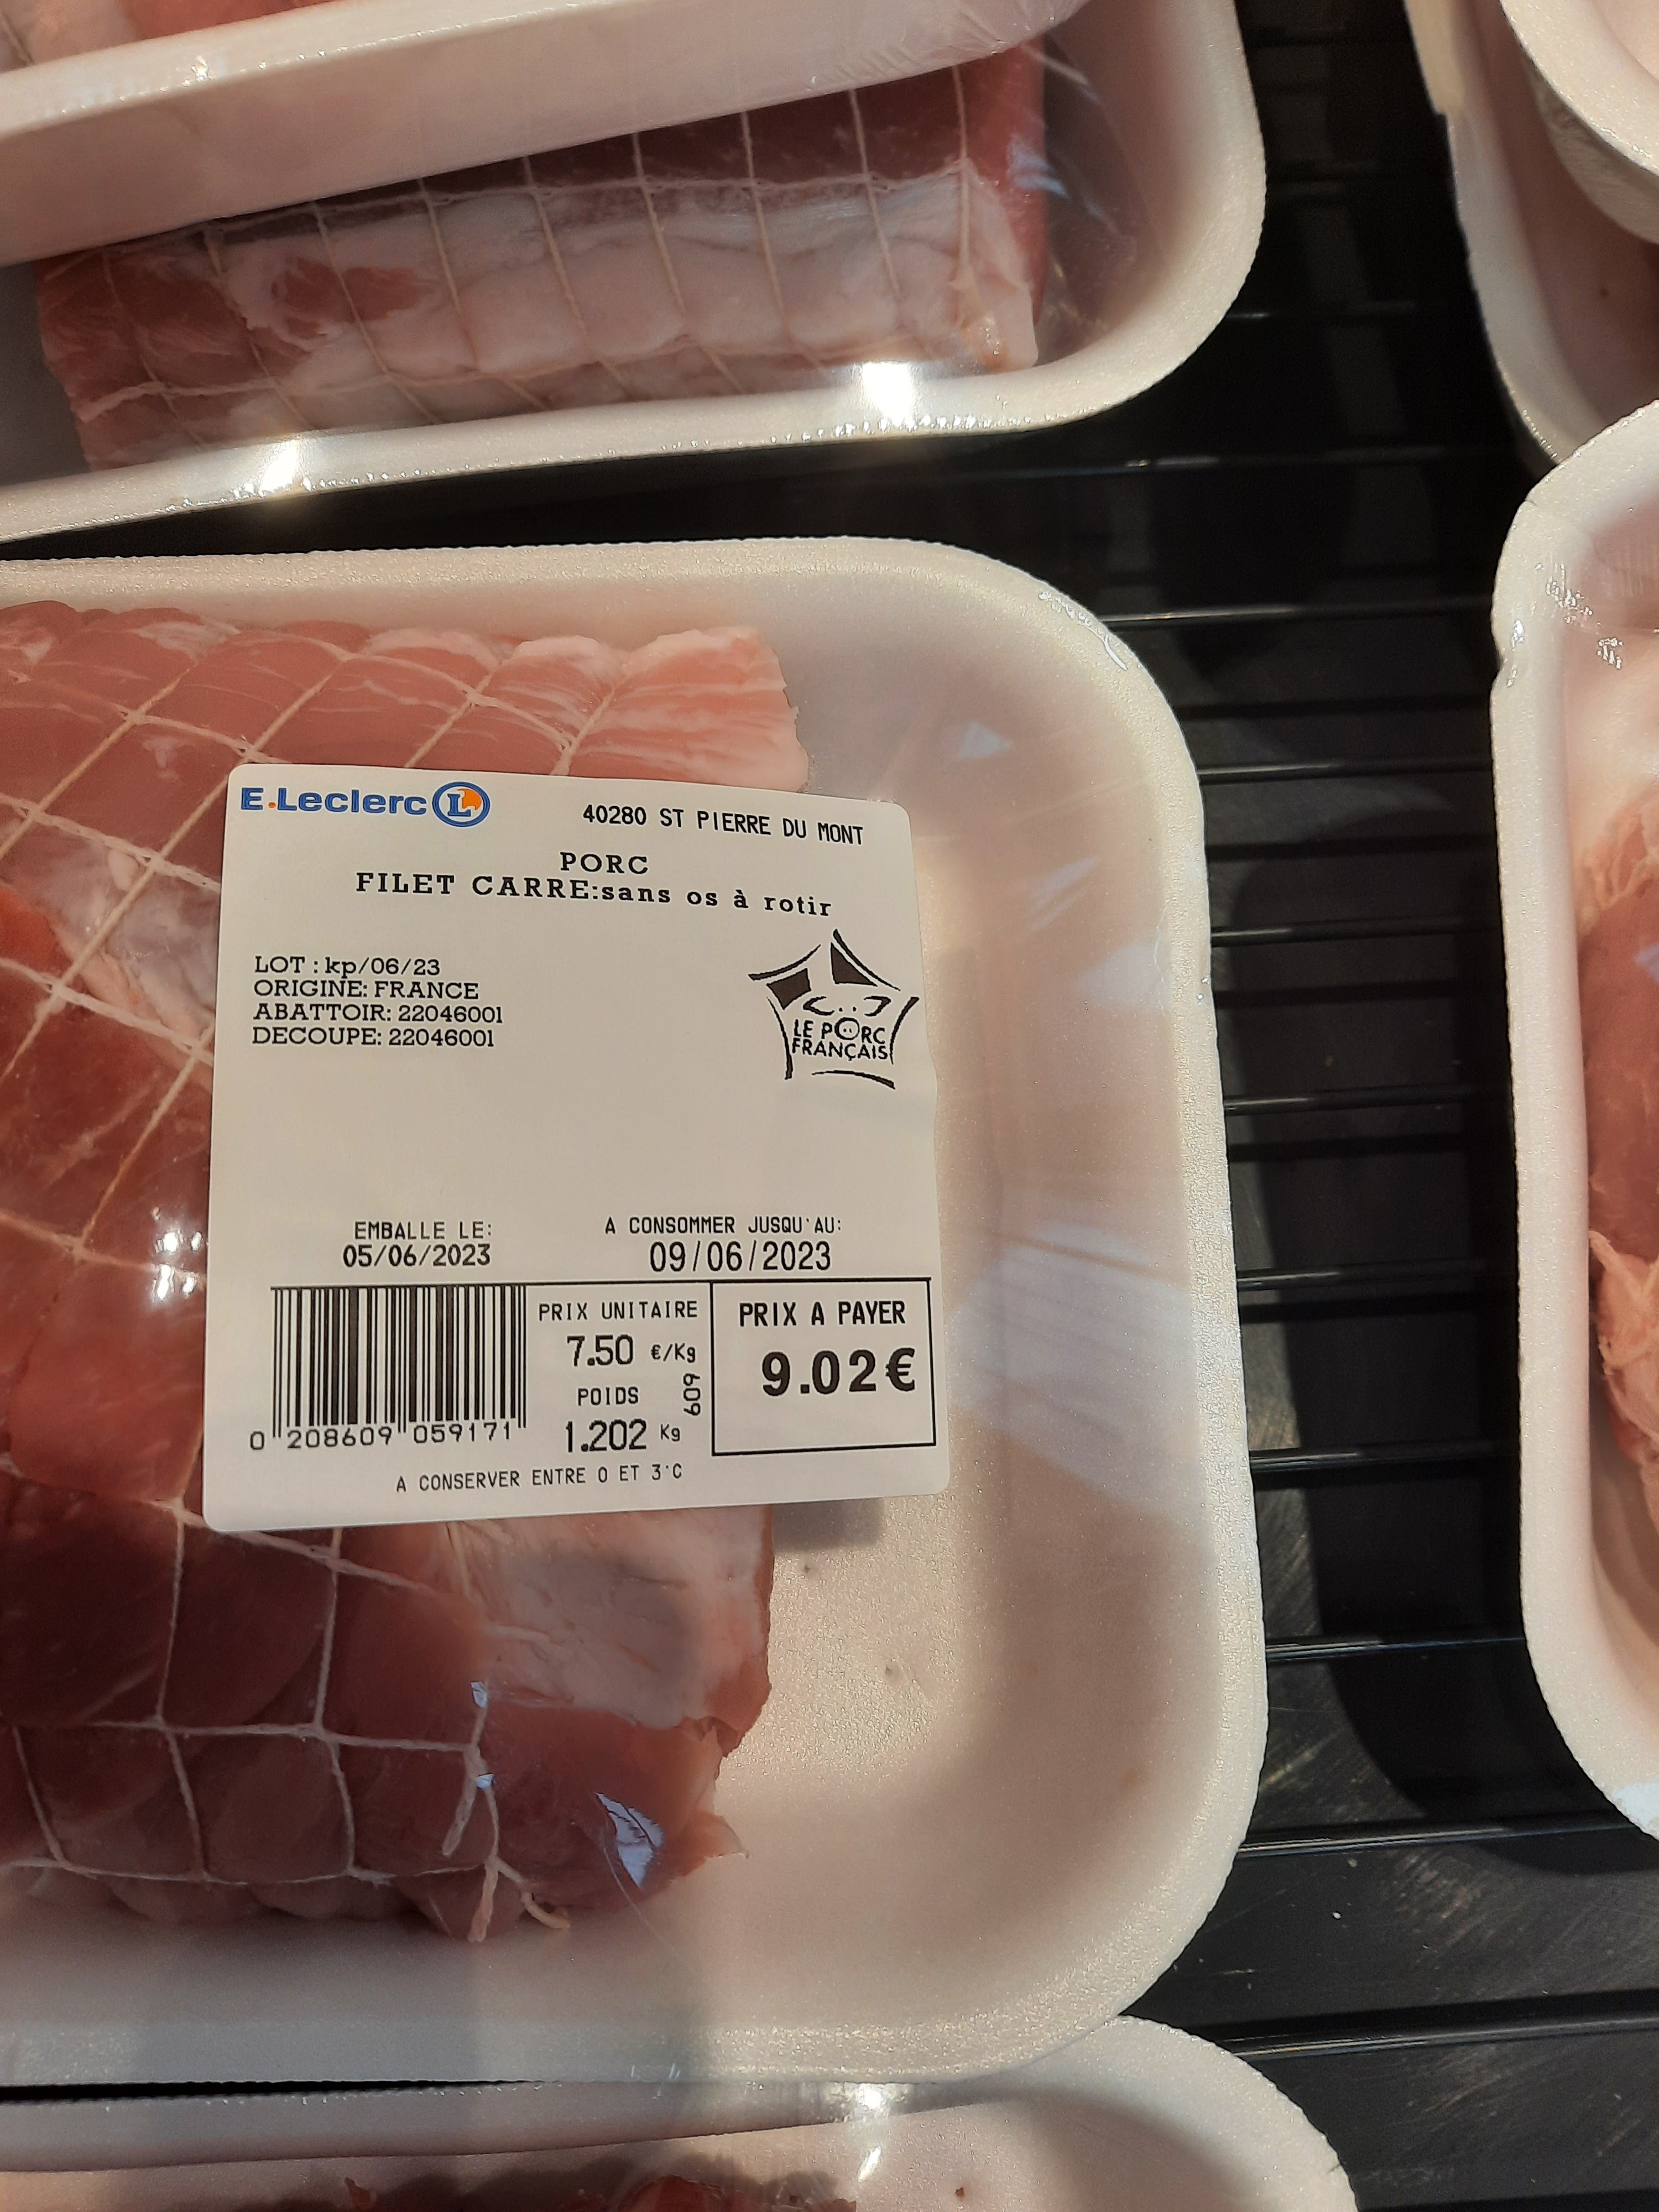 E.Leclerc L
40280 ST PIERRE DU MONT
PORC
FILET CARRE:sans os à rotir
LOT : kp/06/23
ORIGINE: FRANCE
ABATTOIR: 22046001
DECOUPE: 22046001
LE PORC
FRANÇAIS
EMBALLE LE:
05/06/2023
A CONSOMMER JUSQU'AU:
09/06/2023
PRIX UNITAIRE
7.50 €/Kg
POIDS
1.202 Kg
609
PRIX A PAYER
9.02€
0 208609 059171
A CONSERVER ENTRE 0 ET 3°C